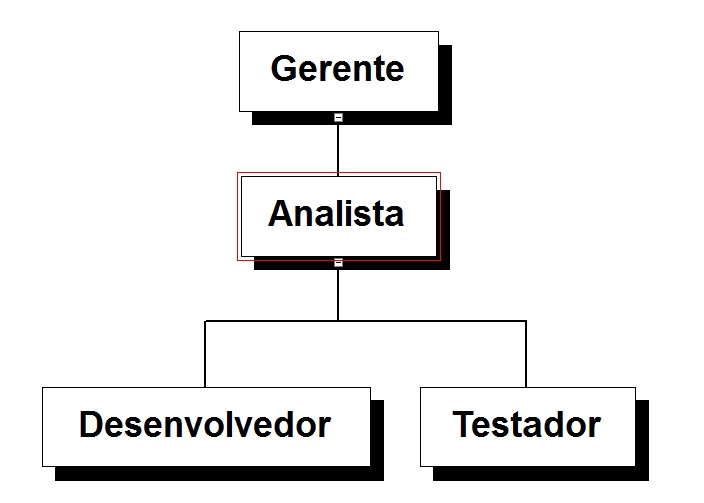 Gerente
Analista
Desenvolvedor
Testador